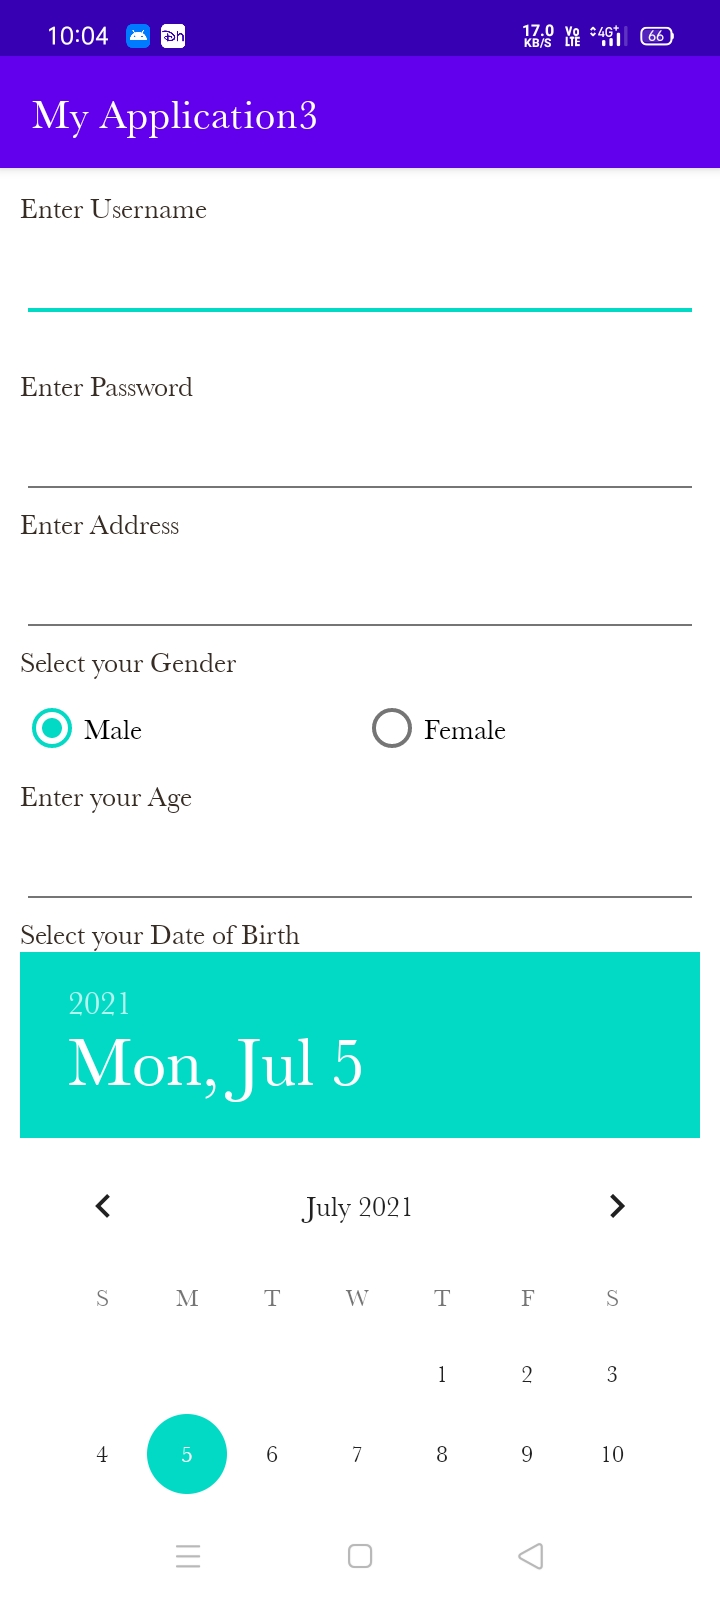 10:04 Dh 17.0 KB/S Vo LTE 4G+ 66
My Application3
Enter Username
Enter Password
Enter Address
Select your Gender
Male Female
Enter your Age
Select your Date of Birth
2021
Mon, Jul 5
July 2021
S M T W T F S
1 2 3
4 5 6 7 8 9 10